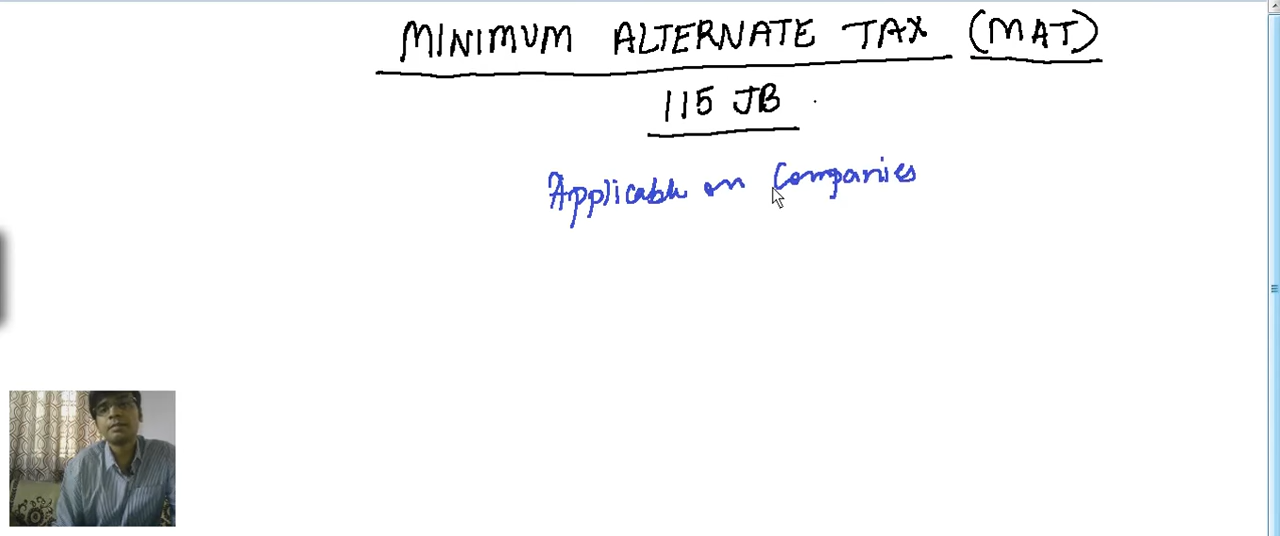 MINIMUM ALTERNATE TAX (MAT)
115 JB
Applicable on Companies